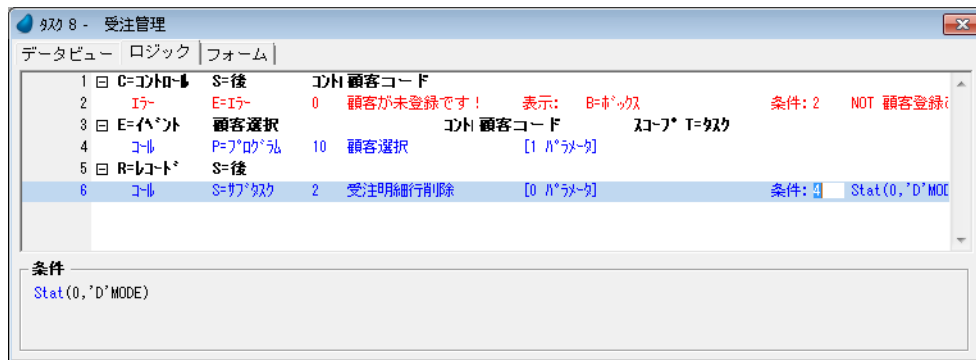 ﾀｽｸ 8 - 受注管理
データビュー ロジック フォーム
1 C=ｺﾝﾄﾛｰﾙ S=後 ｺﾝﾄﾛ 顧客コード
2 ｴﾗｰ E=ｴﾗｰ 0 顧客が未登録です! 表示: B=ﾎﾞｯｸｽ 条件: 2 NOT 顧客登録
3 E=ｲﾍﾞﾝﾄ 顧客選択 ｺﾝﾄﾛ 顧客コード ｽｺｰﾌﾟ T=ﾀｽｸ
4 ｺｰﾙ P=ﾌﾟﾛｸﾞﾗﾑ 10 顧客選択 [1 ﾊﾟﾗﾒｰﾀ]
5 R=ﾚｺｰﾄﾞ S=後
6 ｺｰﾙ S=ｻﾌﾞﾀｽｸ 2 受注明細行削除 [0 ﾊﾟﾗﾒｰﾀ] 条件: 4 Stat(0,'D'MOD
条件
Stat(0,'D'MODE)